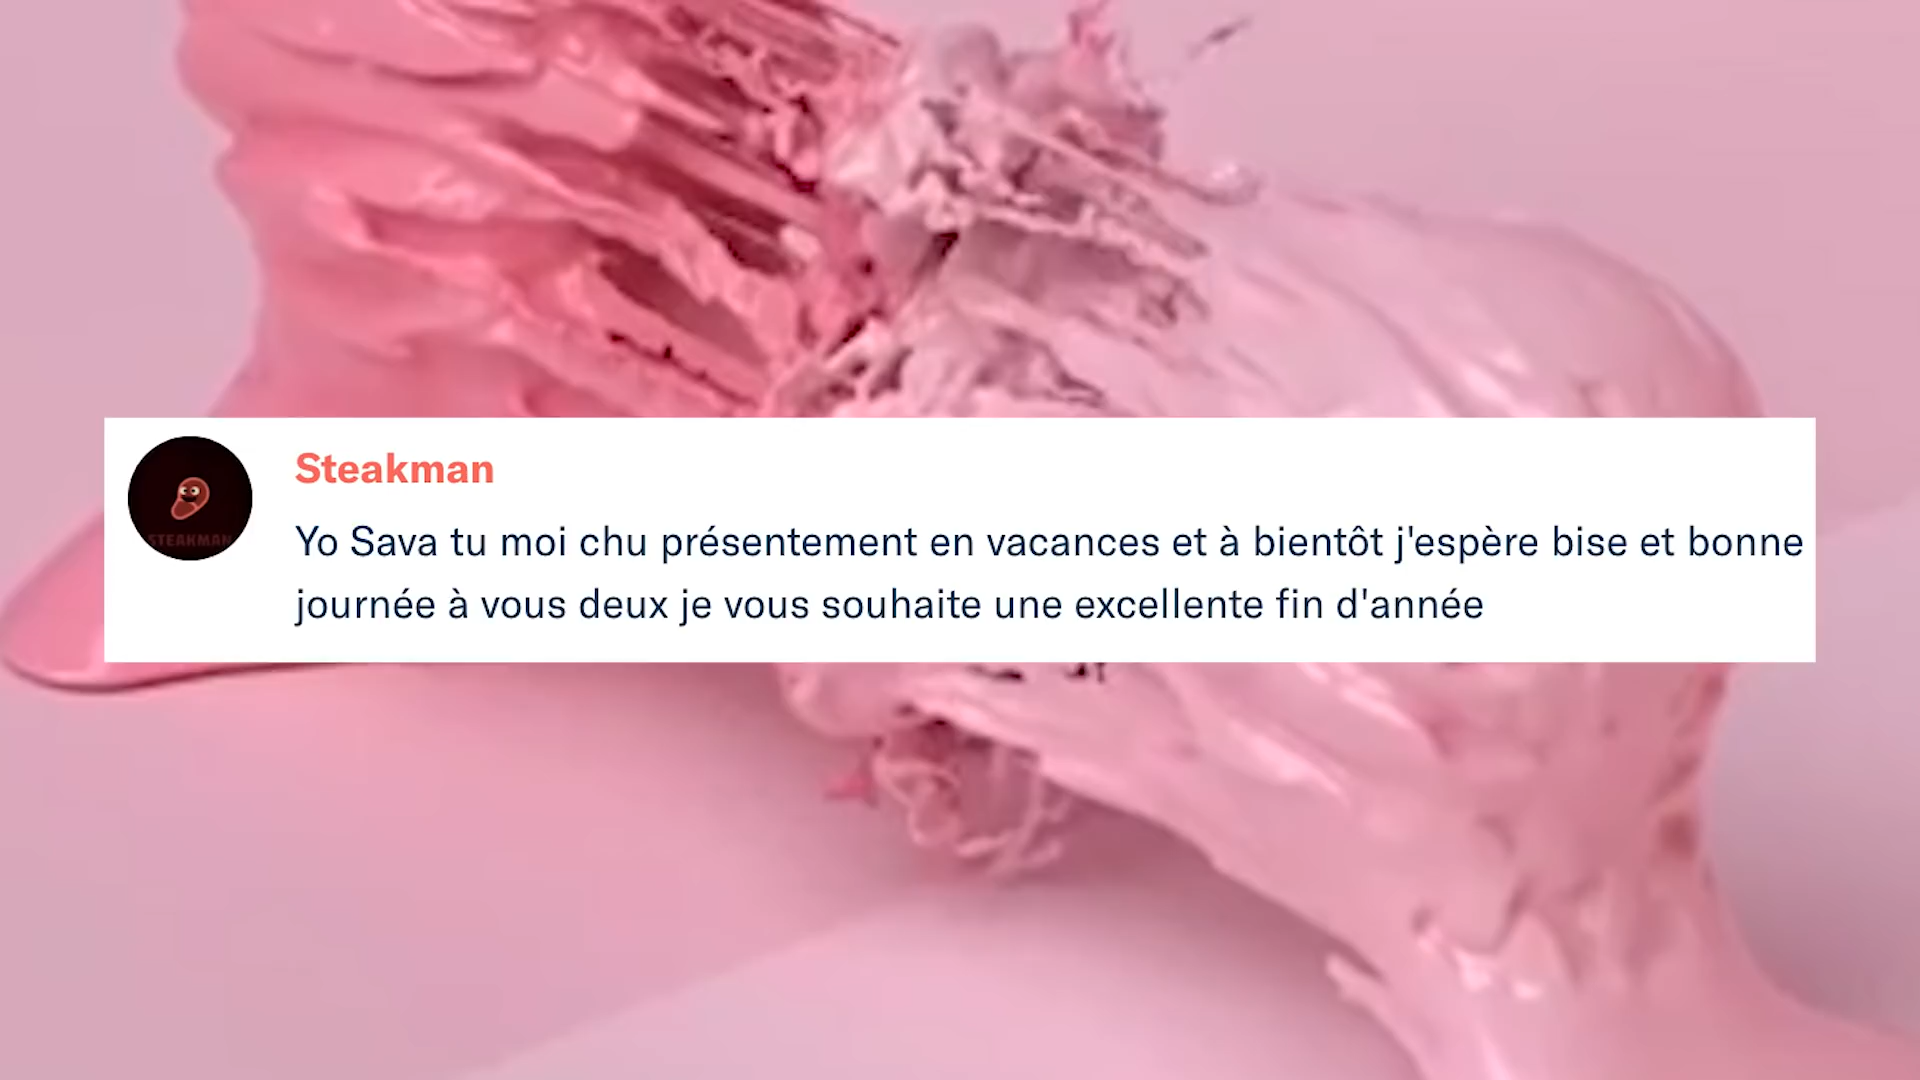 Steakman
STEAKMAN
Yo Sava tu moi chu présentement en vacances et à bientôt j'espère bise et bonne
journée à vous deux je vous souhaite une excellente fin d'année